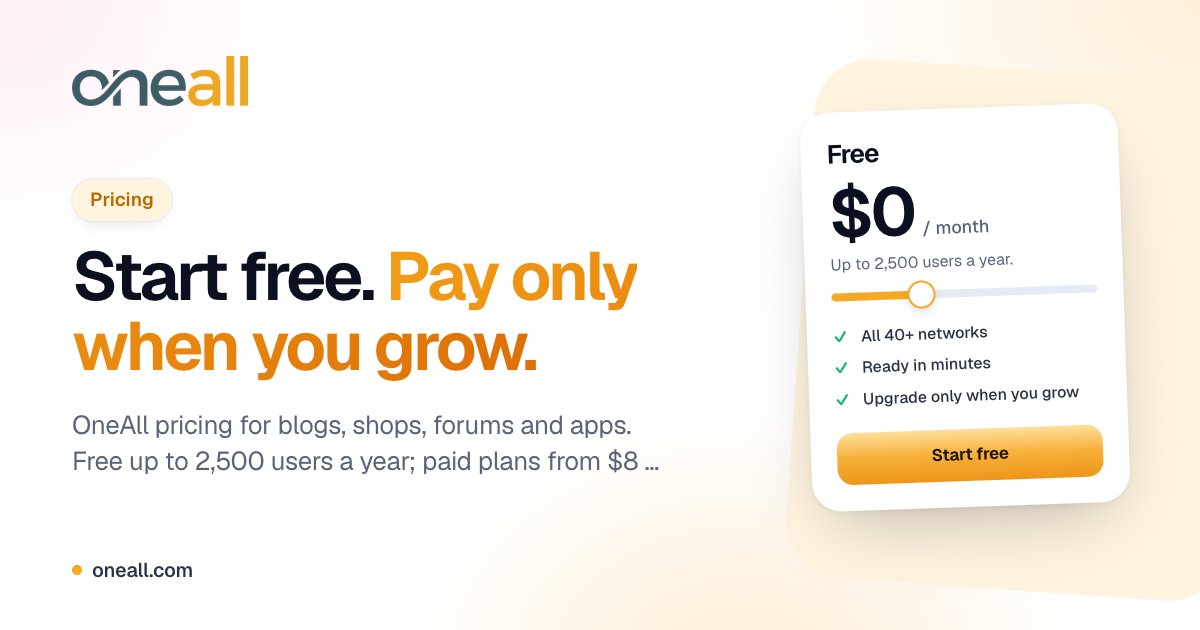 oneall
Pricing
Start free. Pay only
when you grow.
OneAll pricing for blogs, shops, forums and apps.
Free up to 2,500 users a year; paid plans from $8 ...
oneall.com
Free
$0 / month
Up to 2,500 users a year.
All 40+ networks
Ready in minutes
Upgrade only when you grow
Start free